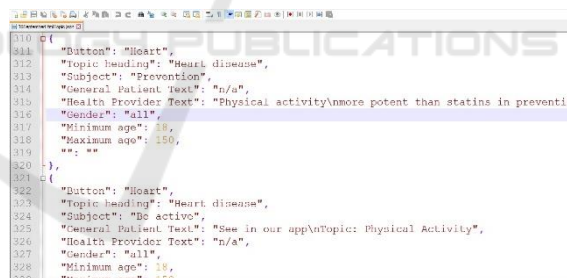 310 {
311 "Button": "Heart",
312 "Topic heading": "Heart disease",
313 "Subject": "Prevention",
314 "General Patient Text": "n/a",
315 "Health Provider Text": "Physical activity\nmore potent than statins in preventi
316 "Gender": "all",
317 "Minimum age": 18,
318 "Maximum age": 150,
319 "": ""
320 },
321 {
322 "Button": "Heart",
323 "Topic heading": "Heart disease",
324 "Subject": "Be active",
325 "General Patient Text": "See in our app\nTopic: Physical Activity",
326 "Health Provider Text": "n/a",
327 "Gender": "all",
328 "Minimum age": 18,
PUBLICATIONS